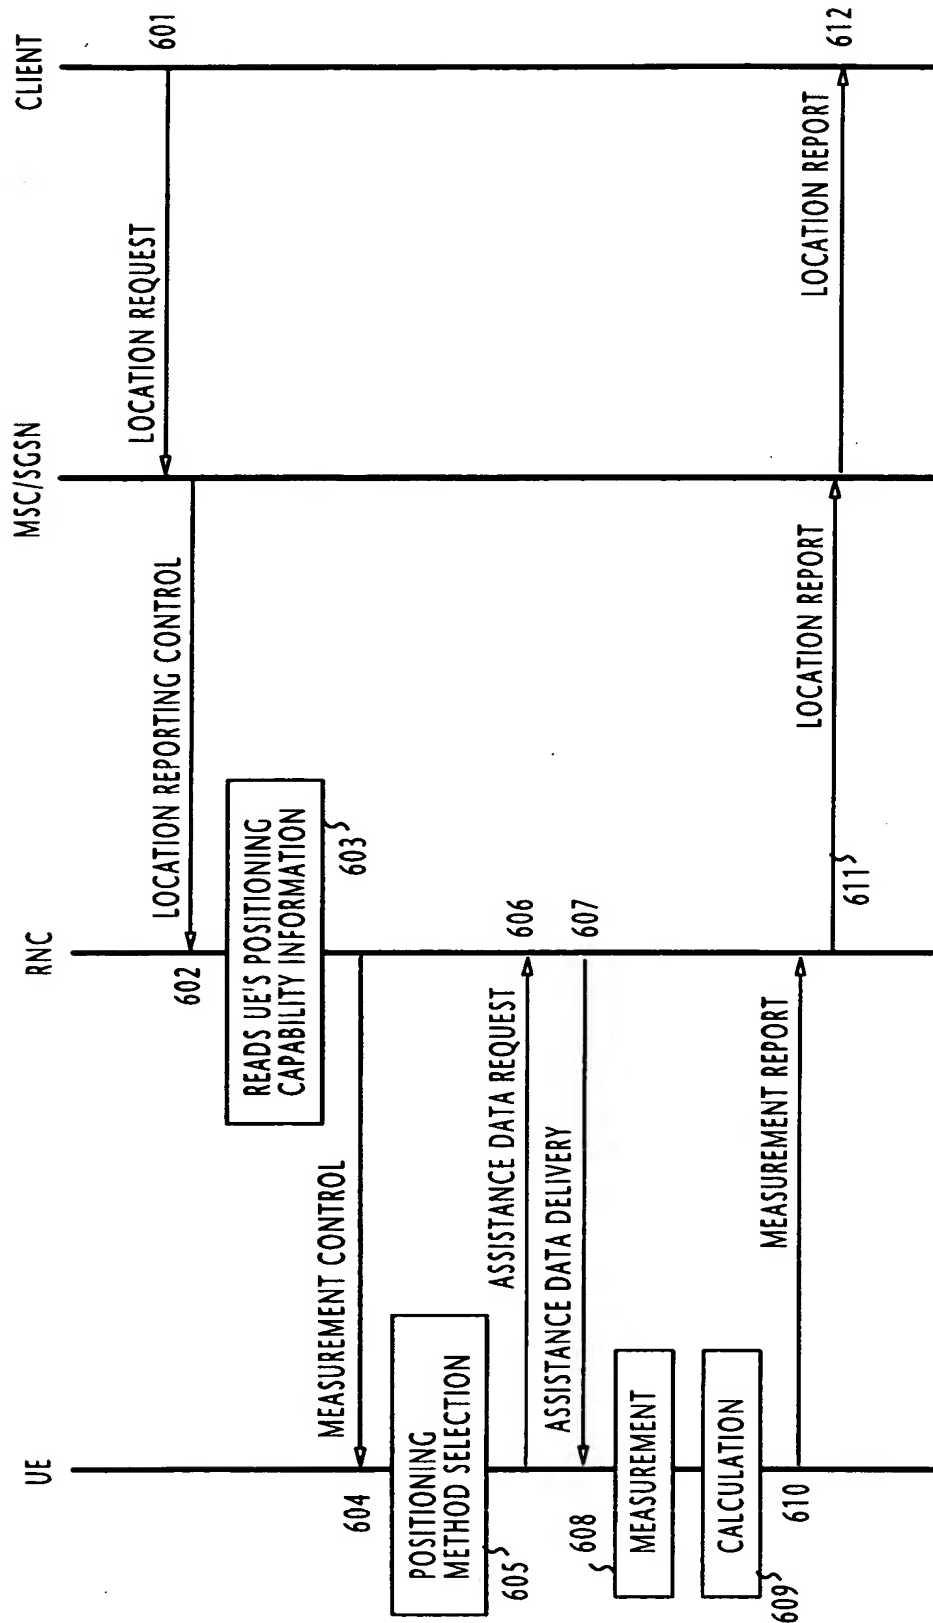 UE
RNC
MSC/SGSN
CLIENT
601
LOCATION REQUEST
LOCATION REPORTING CONTROL
602
READS UE'S POSITIONING
CAPABILITY INFORMATION
603
MEASUREMENT CONTROL
604
POSITIONING
METHOD SELECTION
605
ASSISTANCE DATA REQUEST
606
ASSISTANCE DATA DELIVERY
607
608
MEASUREMENT
CALCULATION
609
MEASUREMENT REPORT
610
LOCATION REPORT
611
LOCATION REPORT
612